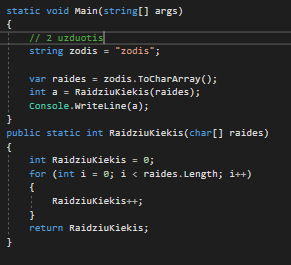 static void Main(string[] args)
{
// 2 uzduotis
string zodis = "zodis";
var raides = zodis.ToCharArray();
int a = RaidziuKiekis(raides);
Console.WriteLine(a);
}
public static int RaidziuKiekis(char[] raides)
{
int RaidziuKiekis = 0;
for (int i = 0; i < raides.Length; i++)
{
RaidziuKiekis++;
}
return RaidziuKiekis;
}